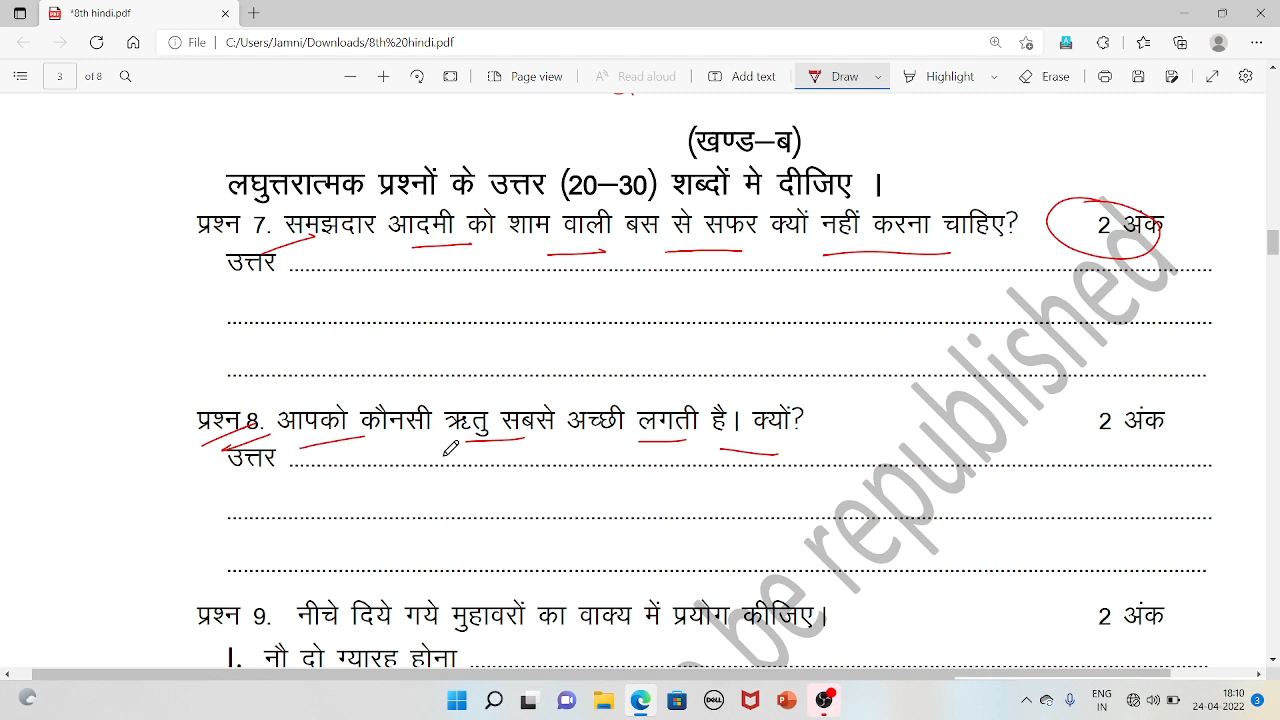 *8th hindi.pdf
File C:/Users/Jamni/Downloads/8th%20hindi.pdf
3 of 8 Page view Read aloud Add text Draw Highlight Erase
(खण्ड–ब)
लघुत्तरात्मक प्रश्नों के उत्तर (20–30) शब्दों मे दीजिए ।
प्रश्न 7. समझदार आदमी को शाम वाली बस से सफर क्यों नहीं करना चाहिए? 2 अंक
उत्तर
प्रश्न 8. आपको कौनसी ऋतु सबसे अच्छी लगती है। क्यों? 2 अंक
उत्तर
प्रश्न 9. नीचे दिये गये मुहावरों का वाक्य में प्रयोग कीजिए। 2 अंक
I. नौ दो ग्यारह होना
be republished
ENG 18:10
IN 24-04-2022 3
DELL